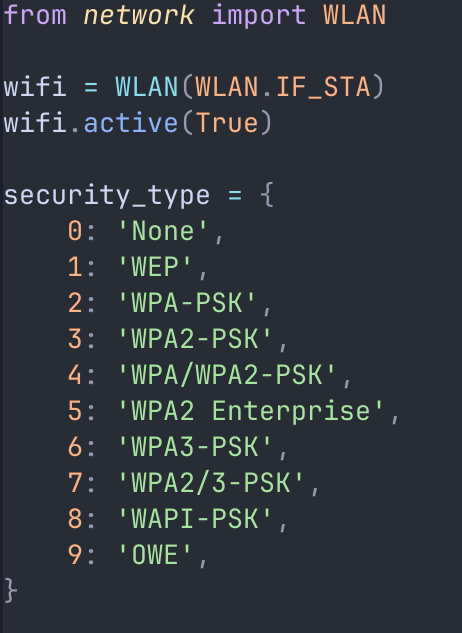 from network import WLAN
wifi = WLAN(WLAN.IF_STA)
wifi.active(True)
security_type = {
    0: 'None',
    1: 'WEP',
    2: 'WPA-PSK',
    3: 'WPA2-PSK',
    4: 'WPA/WPA2-PSK',
    5: 'WPA2 Enterprise',
    6: 'WPA3-PSK',
    7: 'WPA2/3-PSK',
    8: 'WAPI-PSK',
    9: 'OWE',
}